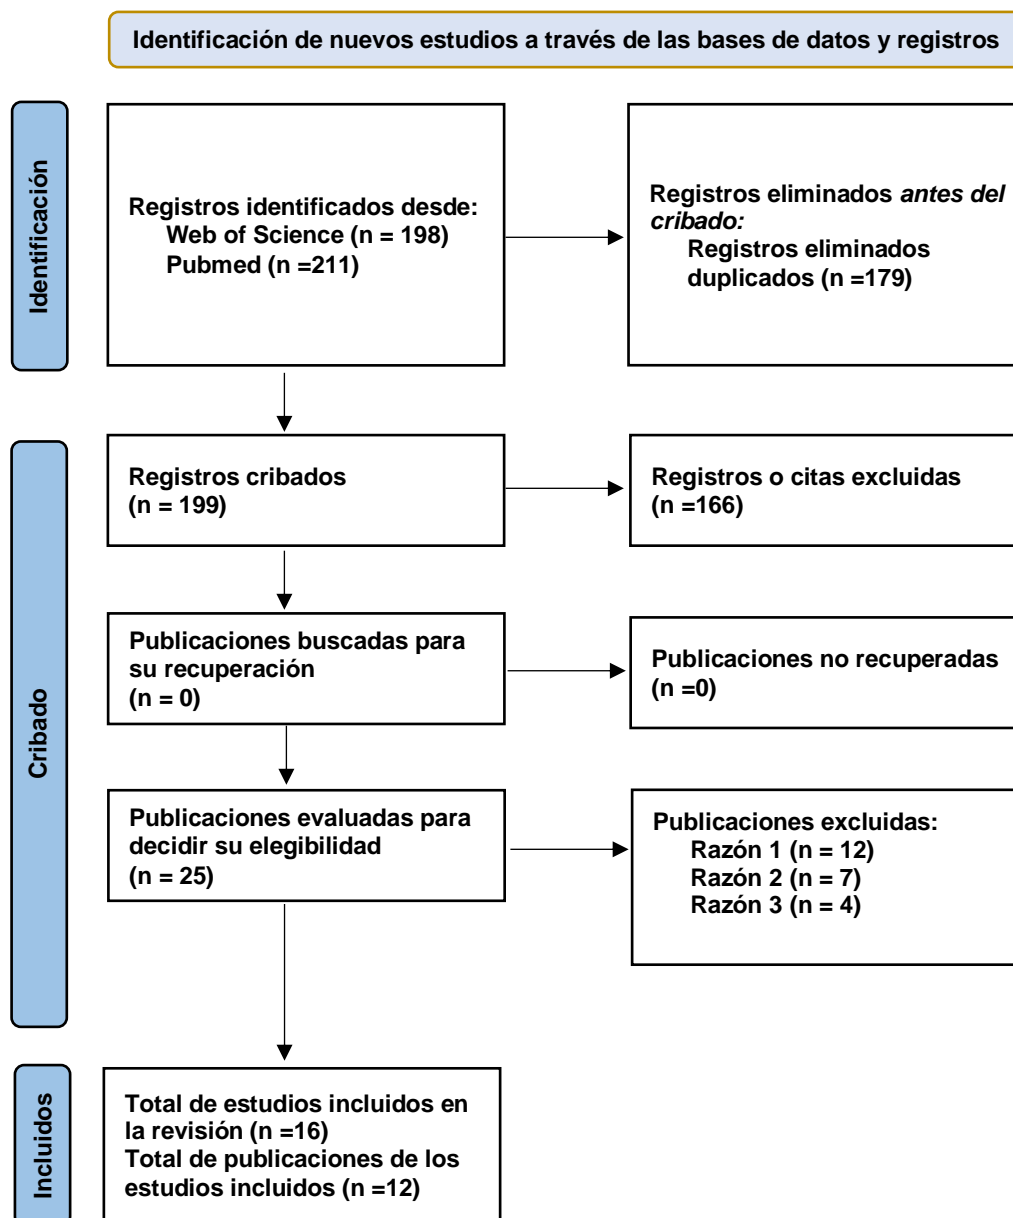 Identificación de nuevos estudios a través de las bases de datos y registros
Identificación
Registros identificados desde:
Web of Science (n = 198)
Pubmed (n =211)
Registros eliminados antes del
cribado:
Registros eliminados
duplicados (n =179)
Cribado
Registros cribados
(n = 199)
Registros o citas excluidas
(n =166)
Publicaciones buscadas para
su recuperación
(n = 0)
Publicaciones no recuperadas
(n =0)
Publicaciones evaluadas para
decidir su elegibilidad
(n = 25)
Publicaciones excluidas:
Razón 1 (n = 12)
Razón 2 (n = 7)
Razón 3 (n = 4)
Incluidos
Total de estudios incluidos en
la revisión (n =16)
Total de publicaciones de los
estudios incluidos (n =12)